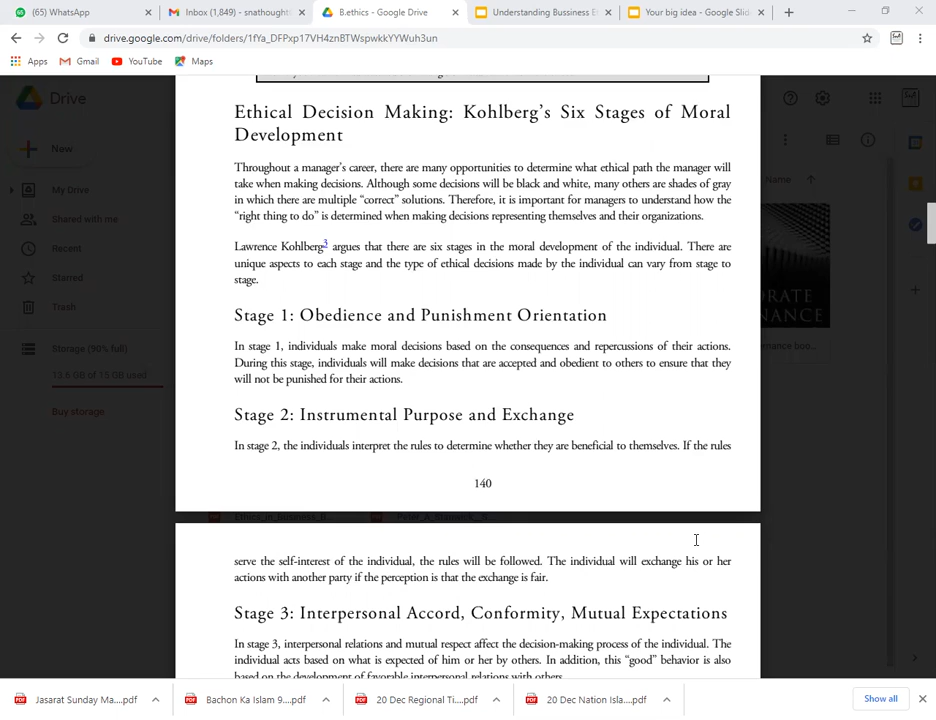 (65) WhatsApp
Inbox (1,849) - snathought
B.ethics - Google Drive
Understanding Bussiness E
Your big idea - Google Slid
drive.google.com/drive/folders/1fYa_DFPxp17VH4znBTWspwkkYYWuh3un
Apps
Gmail
YouTube
Maps
Drive
New
My Drive
Shared with me
Recent
Starred
Trash
Storage (90% full)
13.6 GB of 15 GB used
Buy storage
Name
Ethical Decision Making: Kohlberg’s Six Stages of Moral
Development
Throughout a manager’s career, there are many opportunities to determine what ethical path the manager will
take when making decisions. Although some decisions will be black and white, many others are shades of gray
in which there are multiple “correct” solutions. Therefore, it is important for managers to understand how the
“right thing to do” is determined when making decisions representing themselves and their organizations.
Lawrence Kohlberg3 argues that there are six stages in the moral development of the individual. There are
unique aspects to each stage and the type of ethical decisions made by the individual can vary from stage to
stage.
Stage 1: Obedience and Punishment Orientation
In stage 1, individuals make moral decisions based on the consequences and repercussions of their actions.
During this stage, individuals will make decisions that are accepted and obedient to others to ensure that they
will not be punished for their actions.
Stage 2: Instrumental Purpose and Exchange
In stage 2, the individuals interpret the rules to determine whether they are beneficial to themselves. If the rules
140
serve the self-interest of the individual, the rules will be followed. The individual will exchange his or her
actions with another party if the perception is that the exchange is fair.
Stage 3: Interpersonal Accord, Conformity, Mutual Expectations
In stage 3, interpersonal relations and mutual respect affect the decision-making process of the individual. The
individual acts based on what is expected of him or her by others. In addition, this “good” behavior is also
based on the development of favorable interpersonal relations with others.
Jasarat Sunday Ma....pdf
Bachon Ka Islam 9....pdf
20 Dec Regional Ti....pdf
20 Dec Nation Isla....pdf
Show all